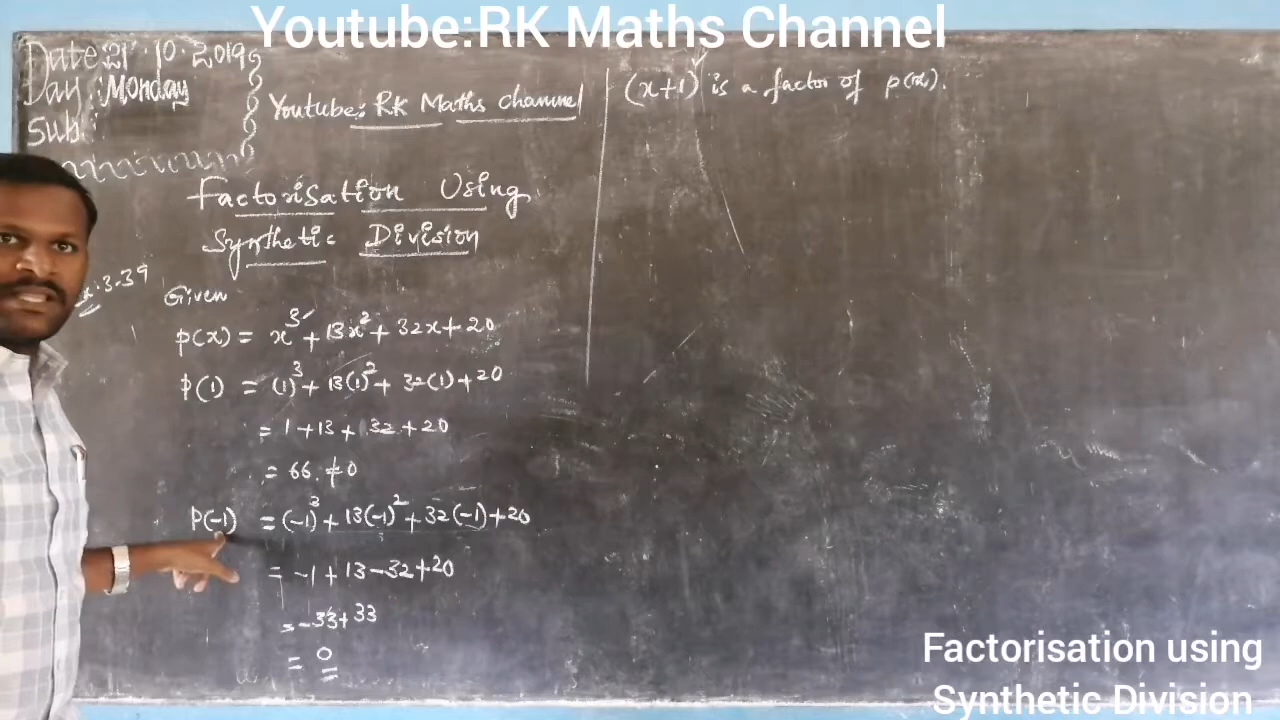 Youtube:RK Maths Channel
Date: 21.10.2019
Day: Monday
Sub:
Youtube: RK Maths channel
Factorisation Using
Synthetic Division
3.39
Given
p(x) = x³ + 13x² + 32x + 20
p(1) = (1)³ + 13(1)² + 32(1) + 20
= 1 + 13 + 32 + 20
= 66 ≠ 0
P(-1) = (-1)³ + 13(-1)² + 32(-1) + 20
= -1 + 13 - 32 + 20
= -33 + 33
= 0
(x+1) is a factor of p(x).
Factorisation using
Synthetic Division